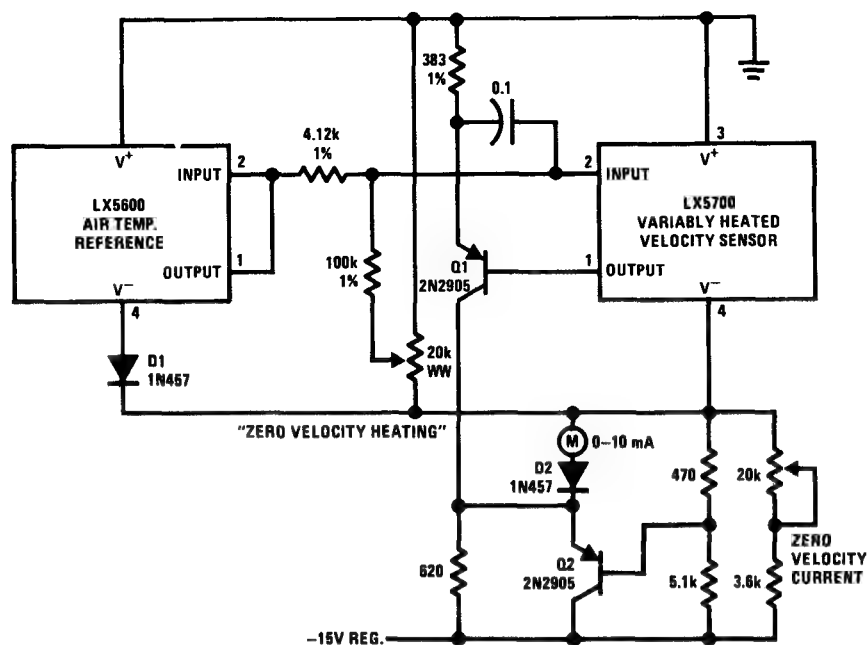 383
1%
0.1
4.12k
1%
V+
INPUT
2
LX5600
AIR TEMP.
REFERENCE
OUTPUT
1
V−
4
3
V+
2
INPUT
LX5700
VARIABLY HEATED
VELOCITY SENSOR
1
OUTPUT
V−
4
100k
1%
Q1
2N2905
D1
1N457
20k
WW
"ZERO VELOCITY HEATING"
M
0–10 mA
D2
1N457
470
20k
620
Q2
2N2905
5.1k
3.6k
ZERO
VELOCITY
CURRENT
−15V REG.